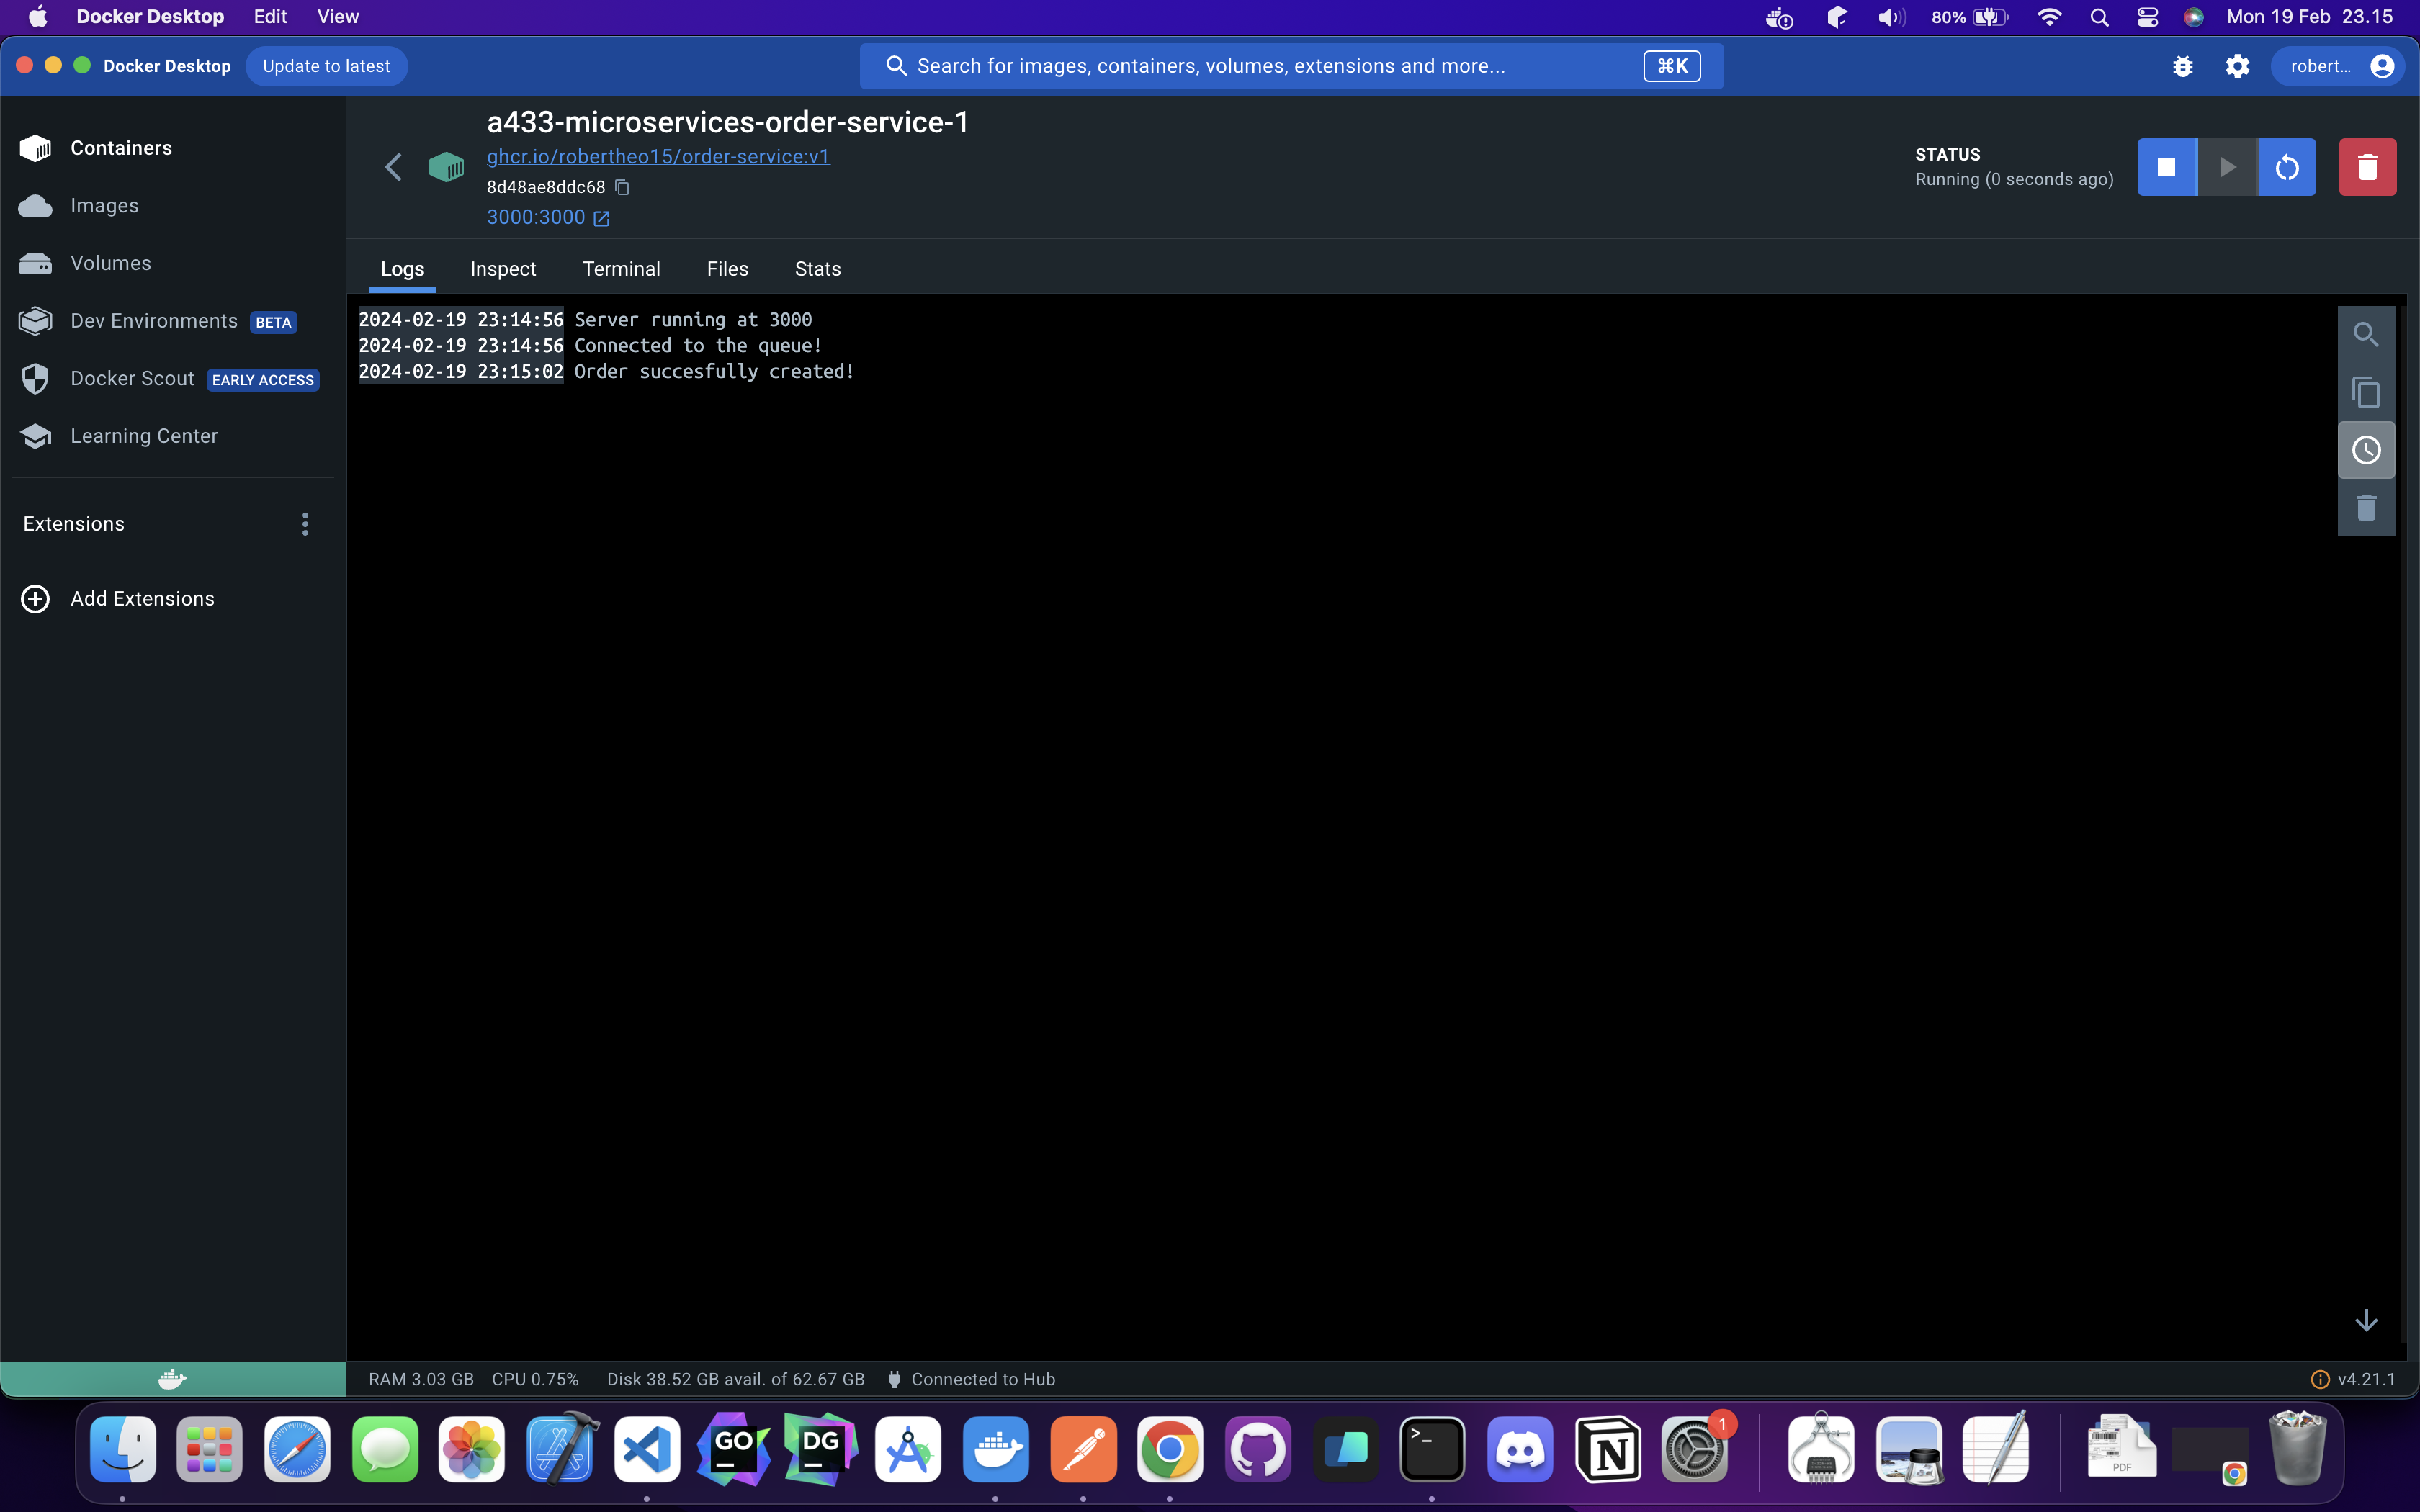 Docker Desktop Edit View 80% Mon 19 Feb 23.15
Docker Desktop Update to latest Search for images, containers, volumes, extensions and more... ⌘K robert...
Containers
Images
Volumes
Dev Environments BETA
Docker Scout EARLY ACCESS
Learning Center
Extensions
Add Extensions
a433-microservices-order-service-1
ghcr.io/robertheo15/order-service:v1
8d48ae8ddc68
3000:3000
STATUS
Running (0 seconds ago)
Logs Inspect Terminal Files Stats
2024-02-19 23:14:56 Server running at 3000
2024-02-19 23:14:56 Connected to the queue!
2024-02-19 23:15:02 Order succesfully created!
RAM 3.03 GB CPU 0.75% Disk 38.52 GB avail. of 62.67 GB Connected to Hub v4.21.1
GO DG >_ N 1 PDF